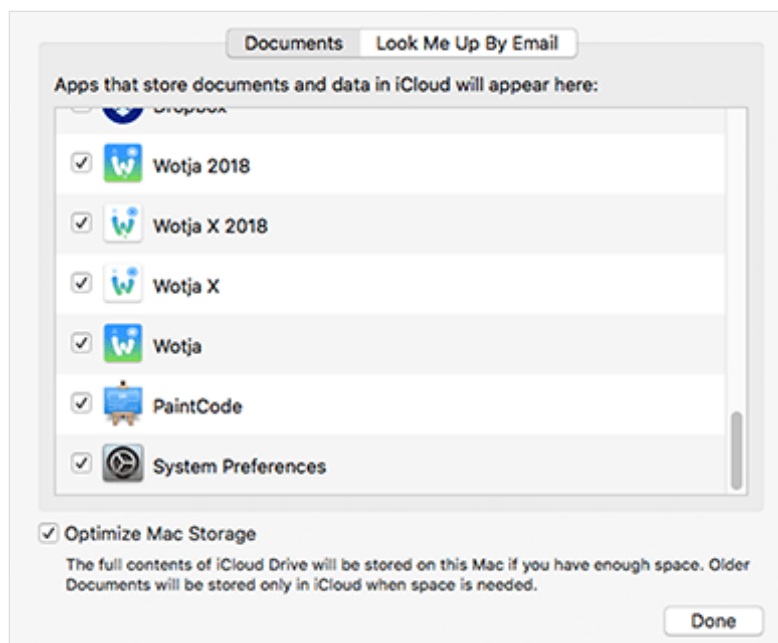 Documents
Look Me Up By Email
Apps that store documents and data in iCloud will appear here:
Dropbox
Wotja 2018
Wotja X 2018
Wotja X
Wotja
PaintCode
System Preferences
Optimize Mac Storage
The full contents of iCloud Drive will be stored on this Mac if you have enough space. Older
Documents will be stored only in iCloud when space is needed.
Done